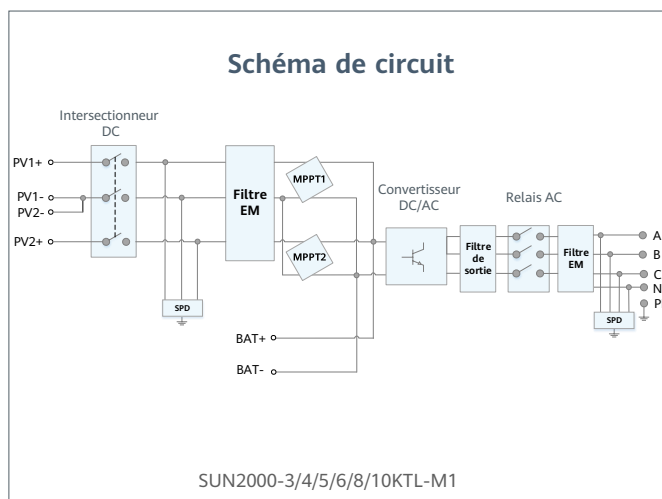 Schéma de circuit
Intersectionneur
DC
PV1+
PV1-
PV2-
PV2+
Filtre
EM
MPPT1
MPPT2
SPD
BAT+
BAT-
Convertisseur
DC/AC
Filtre
de
sortie
Relais AC
Filtre
EM
A
B
C
N
P
SPD
SUN2000-3/4/5/6/8/10KTL-M1